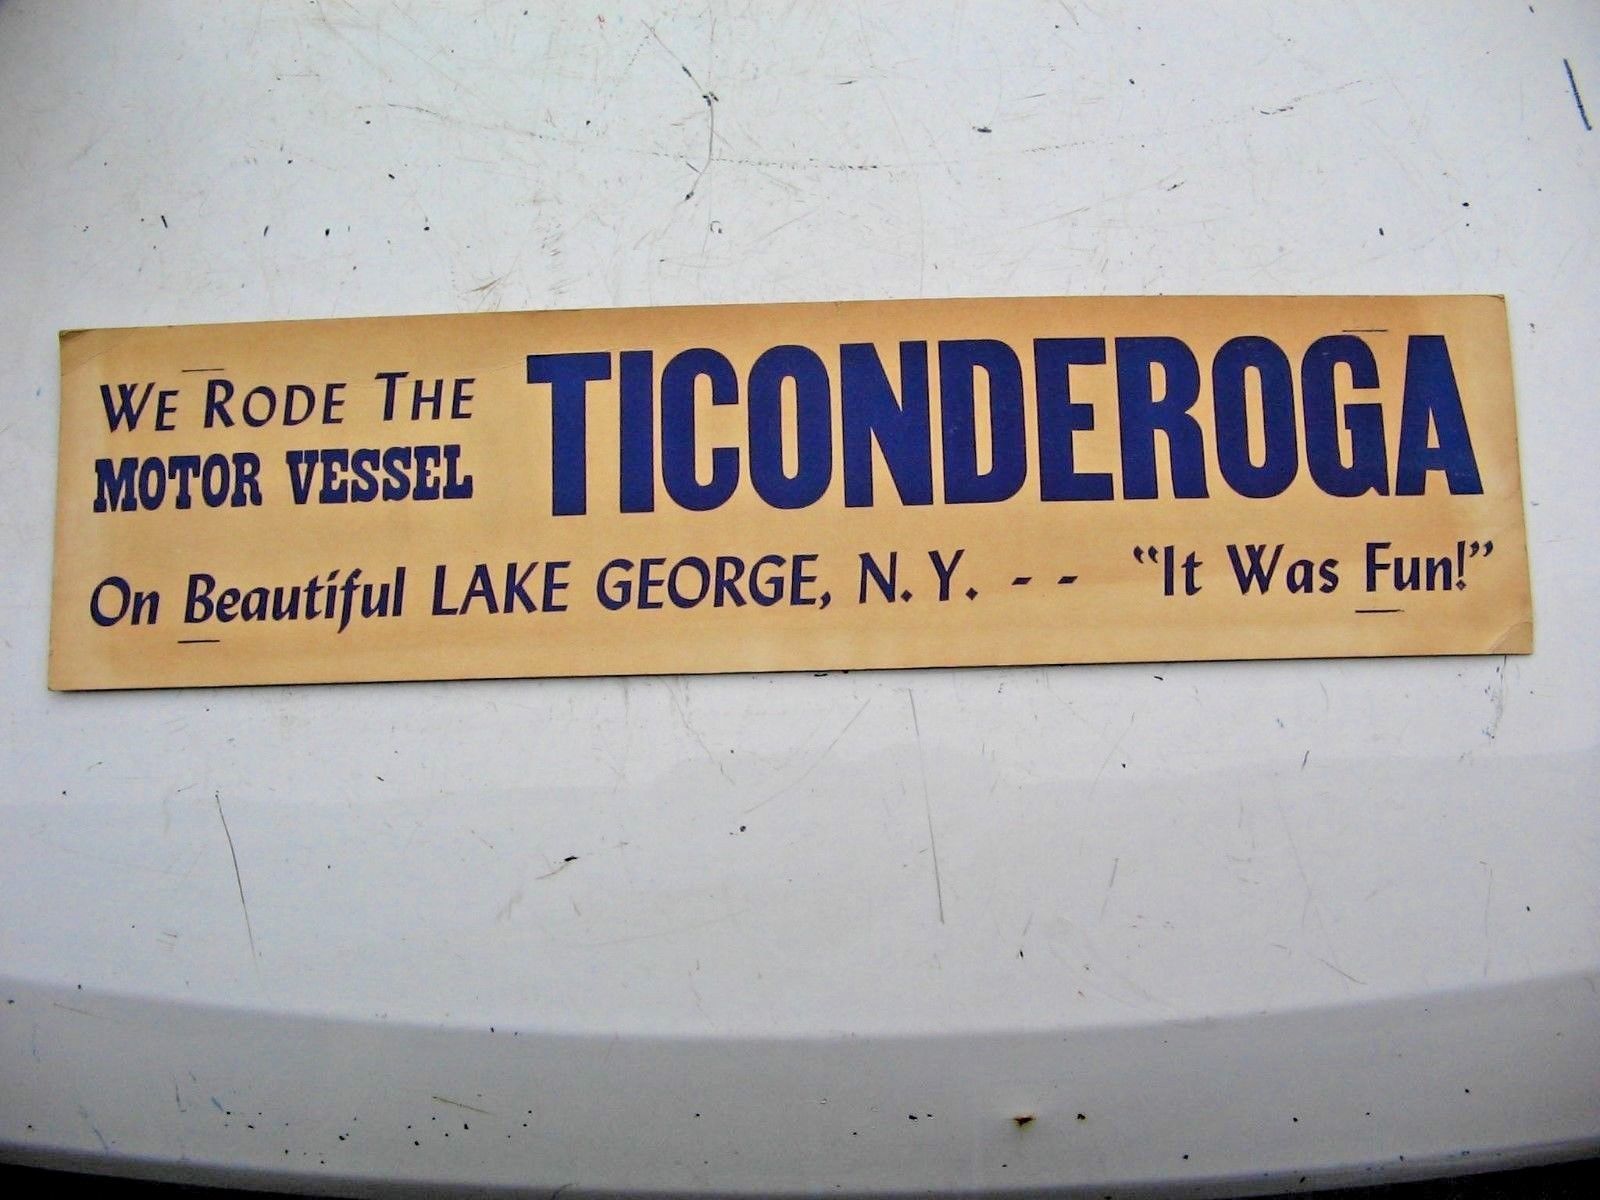 WE RODE THE
MOTOR VESSEL
TICONDEROGA
On Beautiful LAKE GEORGE, N.Y. - - "It Was Fun!"